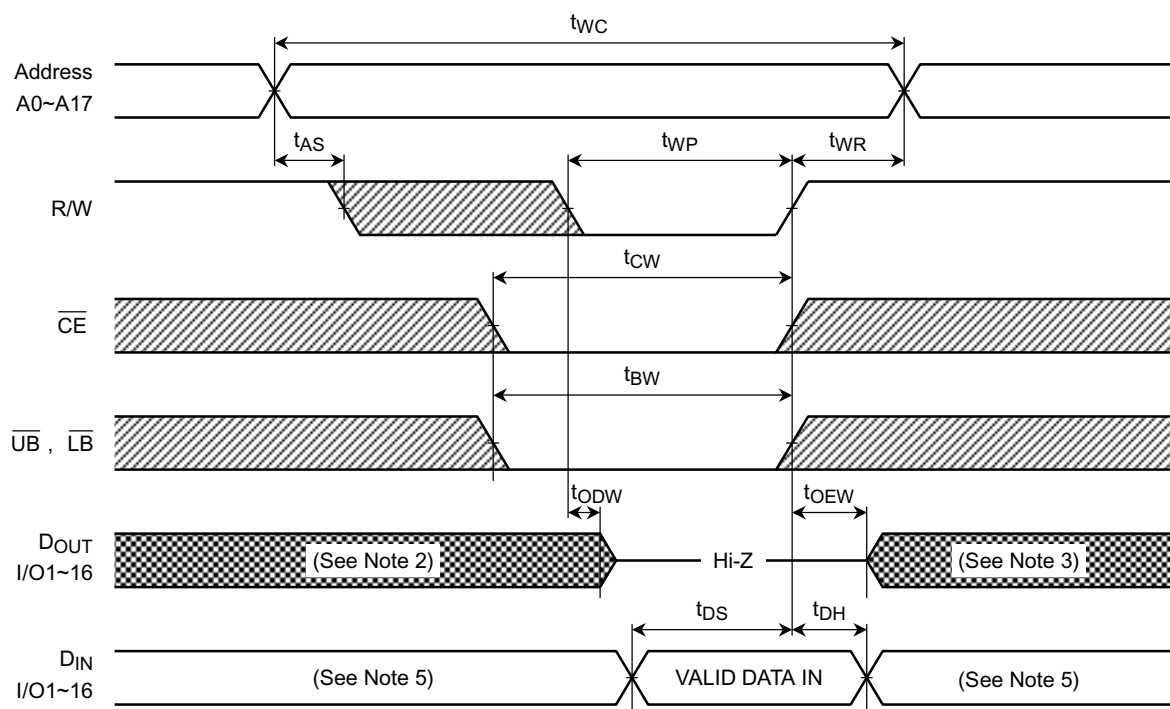 tWC
Address
A0~A17
tAS
tWP
tWR
R/W
tCW
CE
tBW
UB , LB
tODW
tOEW
DOUT
I/O1~16
(See Note 2)
Hi-Z
(See Note 3)
tDS
tDH
DIN
I/O1~16
(See Note 5)
VALID DATA IN
(See Note 5)